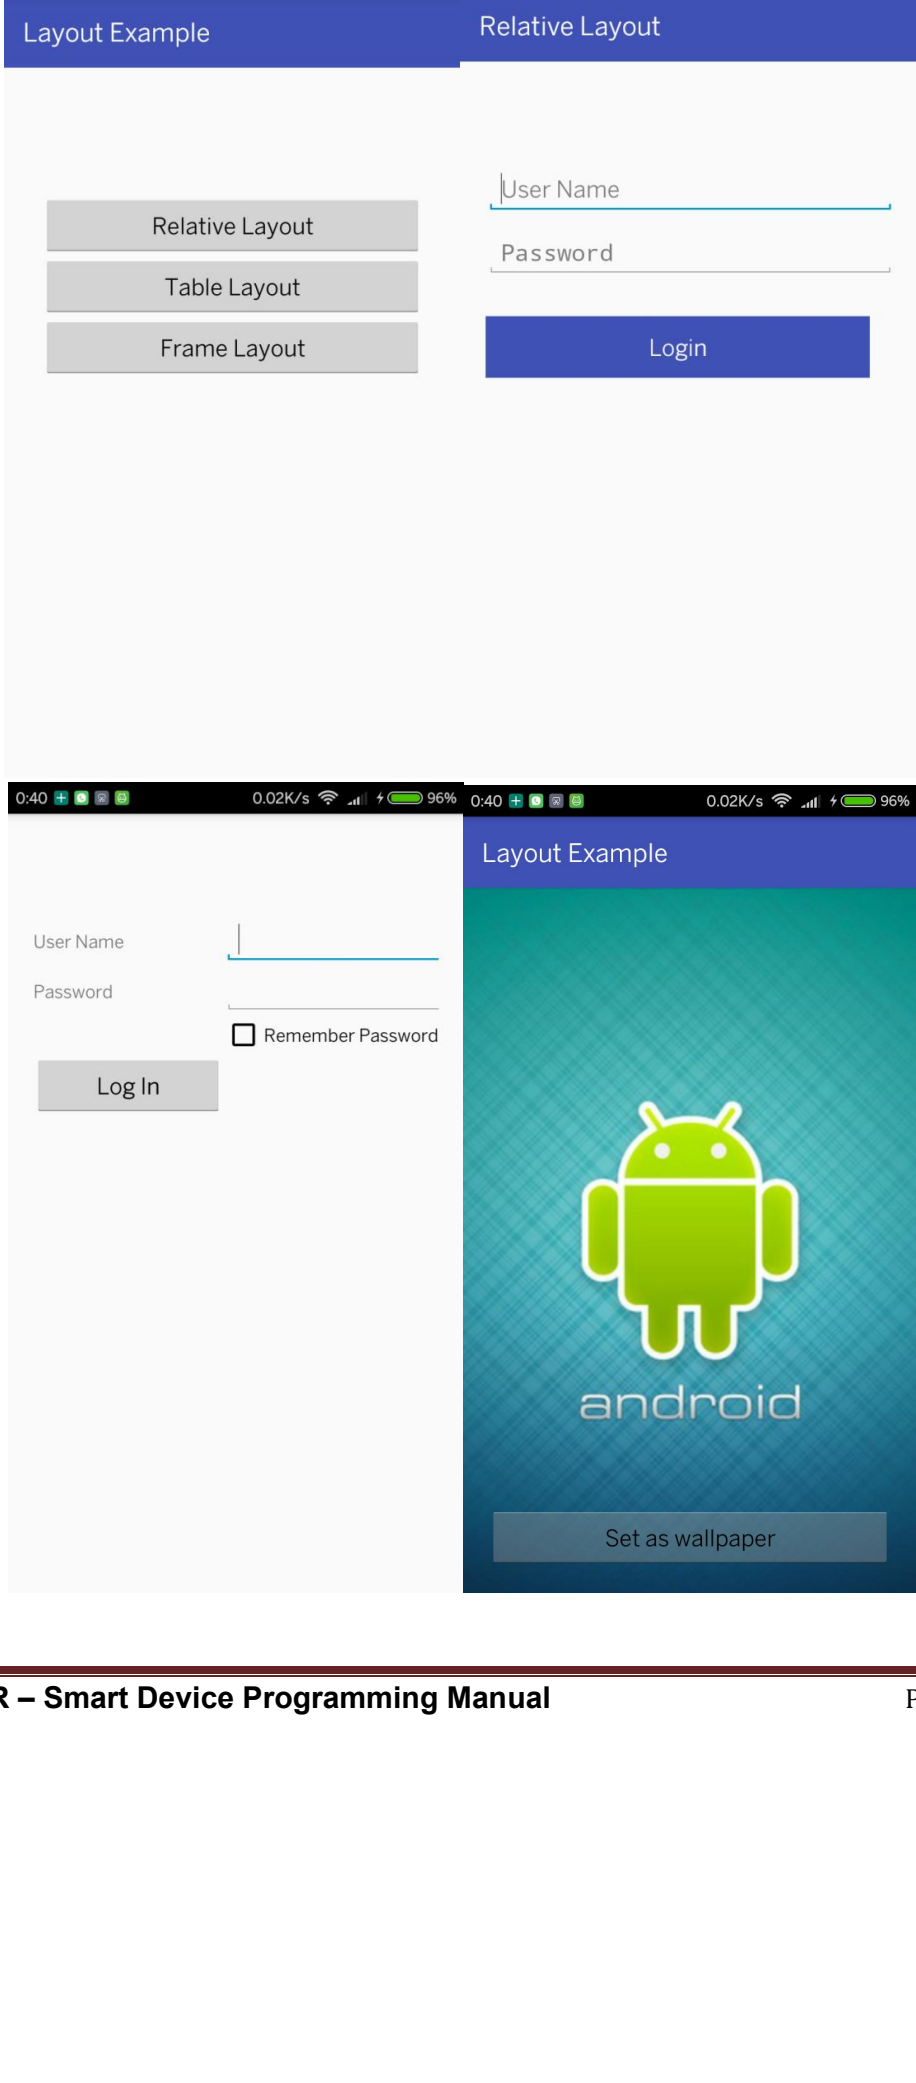 Layout Example
Relative Layout
Table Layout
Frame Layout
Relative Layout
User Name
Password
Login
0:40 0.02K/s 96%
User Name
Password
Remember Password
Log In
0:40 0.02K/s 96%
Layout Example
android
Set as wallpaper
R – Smart Device Programming Manual P